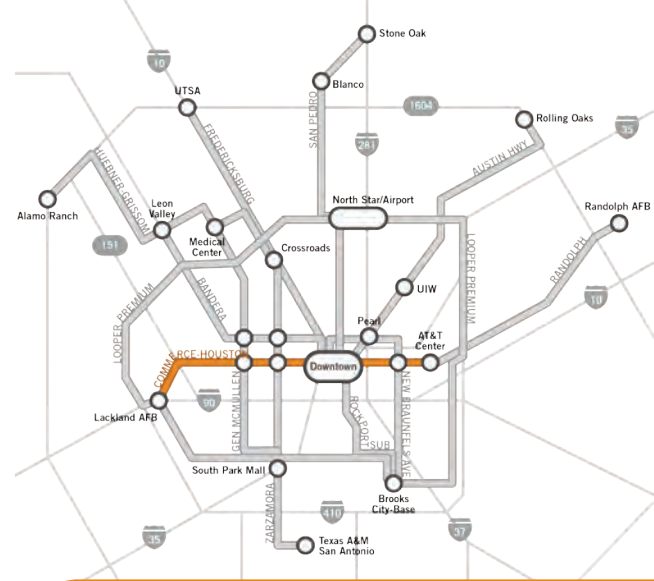 Stone Oak
10
281
Blanco
UTSA
1604
SAN PEDRO
Rolling Oaks
35
FREDERICKSBURG
281
AUSTIN HWY
HUEBNER-GRISSOM
Leon
Valley
North Star/Airport
Randolph AFB
Alamo Ranch
Medical
Center
Crossroads
151
LOOPER PREMIUM
RANDOLPH
BANDERA
UIW
10
LOOPER PREMIUM
Pearl
AT&T
Center
COMMERCE-HOUSTON
Downtown
Lackland AFB
90
GEN MCMULLEN
ROCKPORT
NEW BRAUNFELS AVE
-SUB
South Park Mall
Brooks
City-Base
ZARZAMORA
410
35
37
Texas A&M
San Antonio